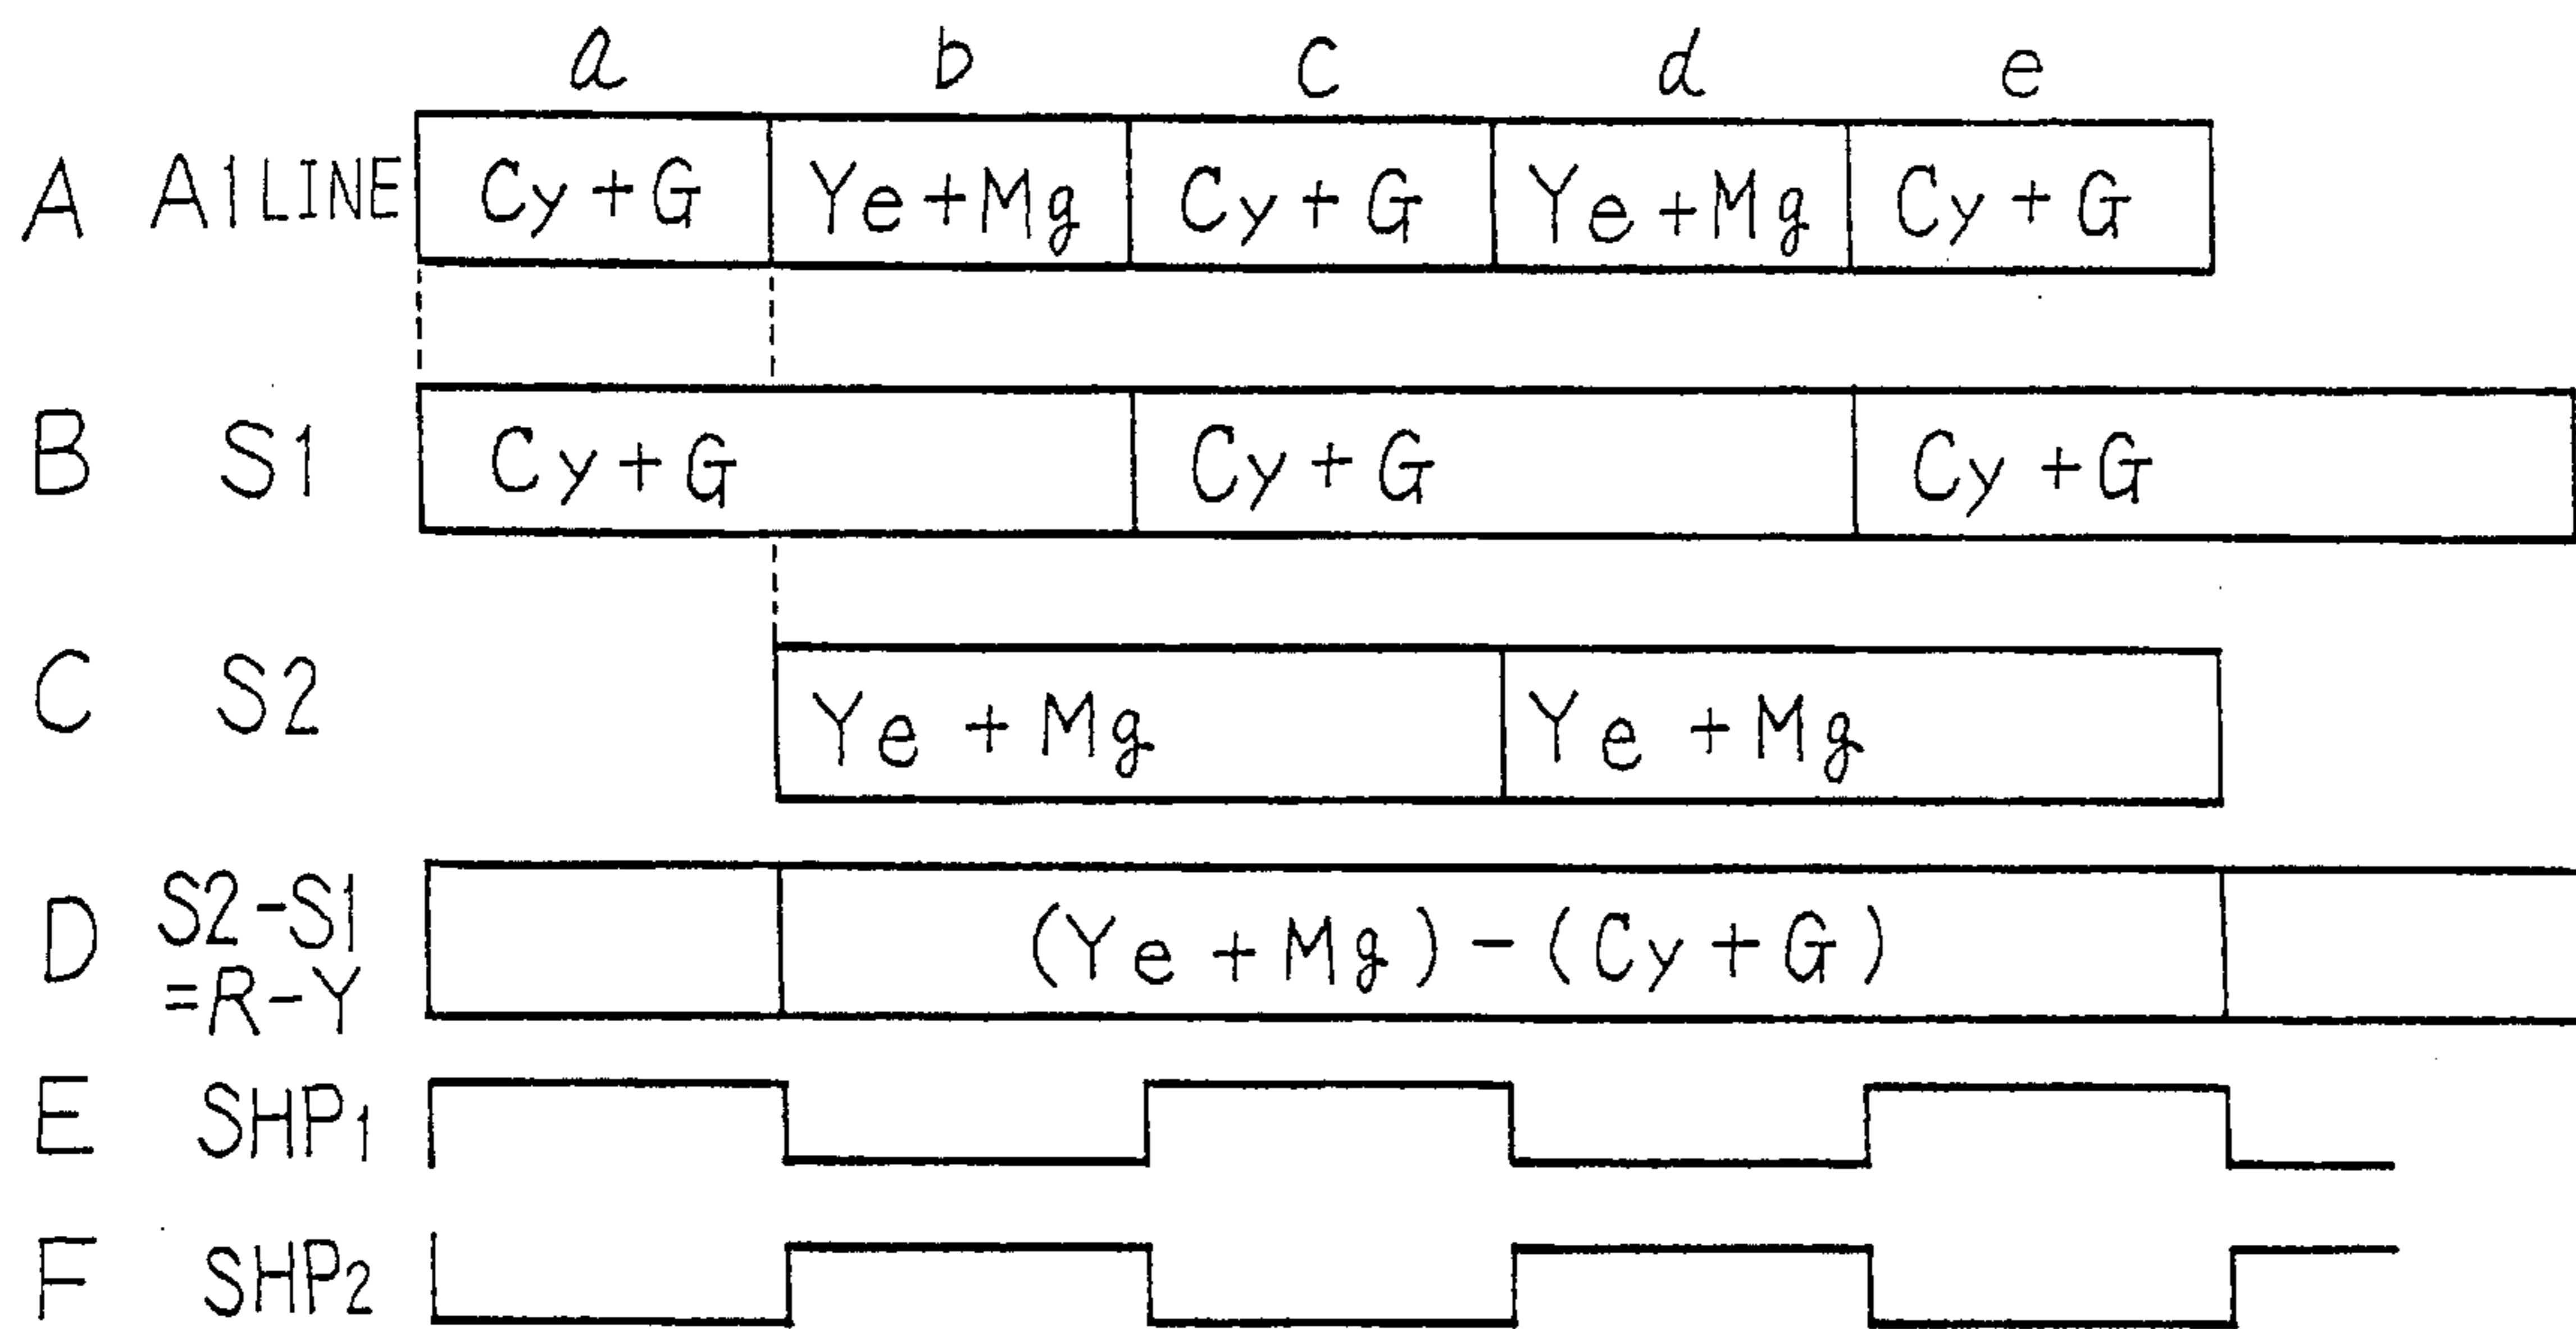 a b c d e
A A1LINE Cy+G Ye+Mg Cy+G Ye+Mg Cy+G
B S1 Cy+G Cy+G Cy+G
C S2 Ye+Mg Ye+Mg
D S2-S1
=R-Y (Ye+Mg)-(Cy+G)
E SHP1
F SHP2